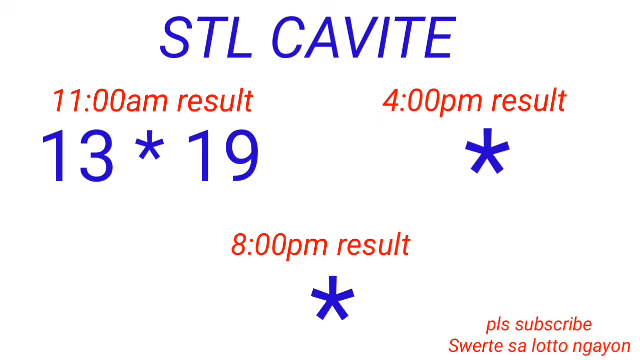 STL CAVITE
11:00am result
13 * 19
4:00pm result
*
8:00pm result
*
pls subscribe
Swerte sa lotto ngayon